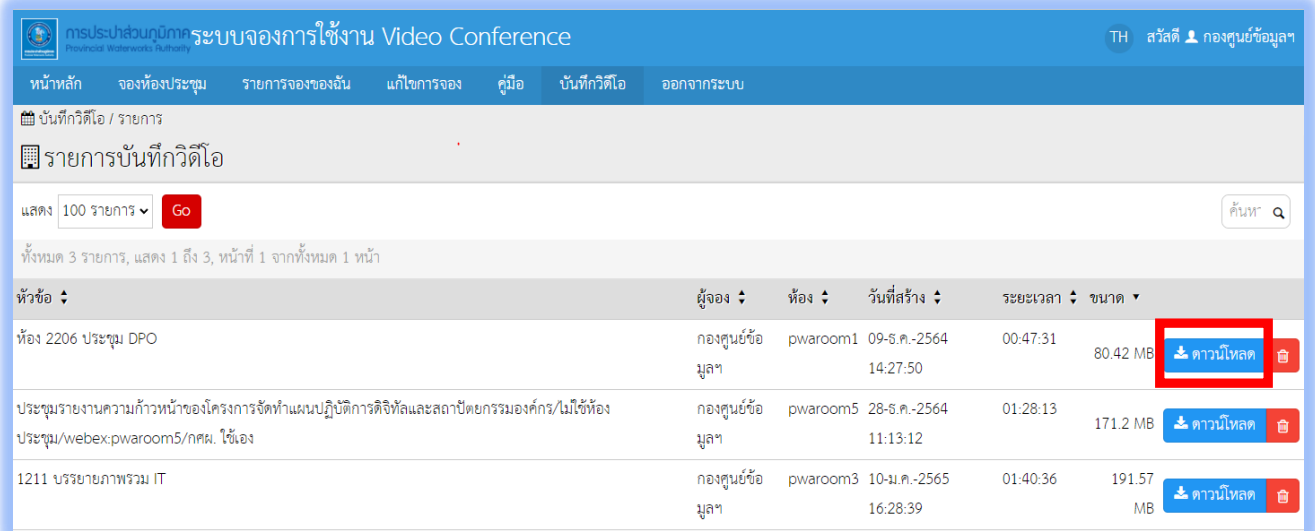 การประปาส่วนภูมิภาค ระบบจองการใช้งาน Video Conference
Provincial Waterworks Authority
TH สวัสดี กองศูนย์ข้อมูลฯ
หน้าหลัก จองห้องประชุม รายการจองของฉัน แก้ไขการจอง คู่มือ บันทึกวิดีโอ ออกจากระบบ
บันทึกวิดีโอ / รายการ
รายการบันทึกวิดีโอ
แสดง 100 รายการ Go
ทั้งหมด 3 รายการ, แสดง 1 ถึง 3, หน้าที่ 1 จากทั้งหมด 1 หน้า
หัวข้อ ผู้จอง ห้อง วันที่สร้าง ระยะเวลา ขนาด
ห้อง 2206 ประชุม DPO กองศูนย์ข้อ pwaroom1 09-ธ.ค.-2564 00:47:31 80.42 MB ดาวน์โหลด
มูลฯ 14:27:50
ประชุมรายงานความก้าวหน้าของโครงการจัดทำแผนปฏิบัติการดิจิทัลและสถาปัตยกรรมองค์กร/ไม่ใช้ห้อง กองศูนย์ข้อ pwaroom5 28-ธ.ค.-2564 01:28:13 171.2 MB ดาวน์โหลด
ประชุม/webex:pwaroom5/กศผ. ใช้เอง มูลฯ 11:13:12
1211 บรรยายภาพรวม IT กองศูนย์ข้อ pwaroom3 10-ม.ค.-2565 01:40:36 191.57 ดาวน์โหลด
มูลฯ 16:28:39 MB